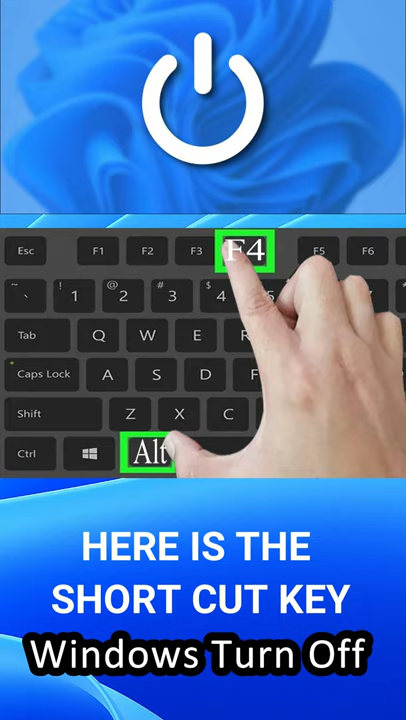 Esc F1 F2 F3 F4 F5 F6
~ ` ! 1 @ 2 # 3 $ 4
Tab Q W E R
Caps Lock A S D F
Shift Z X C
Ctrl Alt
HERE IS THE
SHORT CUT KEY
Windows Turn Off